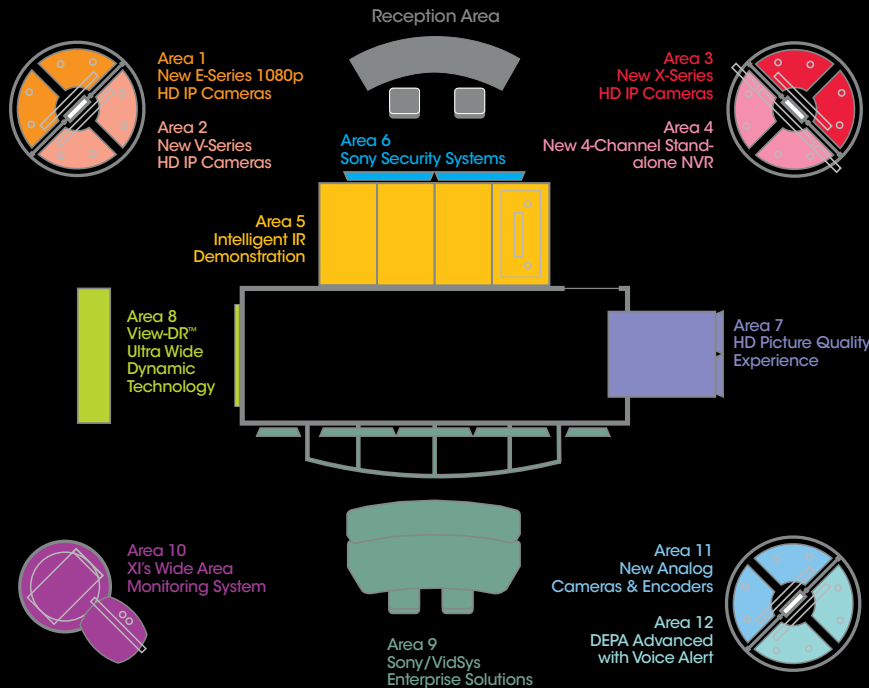 Reception Area
Area 1
New E-Series 1080p
HD IP Cameras
Area 2
New V-Series
HD IP Cameras
Area 3
New X-Series
HD IP Cameras
Area 4
New 4-Channel Stand-
alone NVR
Area 6
Sony Security Systems
Area 5
Intelligent IR
Demonstration
Area 8
View-DR™
Ultra Wide
Dynamic
Technology
Area 7
HD Picture Quality
Experience
Area 10
XI's Wide Area
Monitoring System
Area 11
New Analog
Cameras & Encoders
Area 12
DEPA Advanced
with Voice Alert
Area 9
Sony/VidSys
Enterprise Solutions